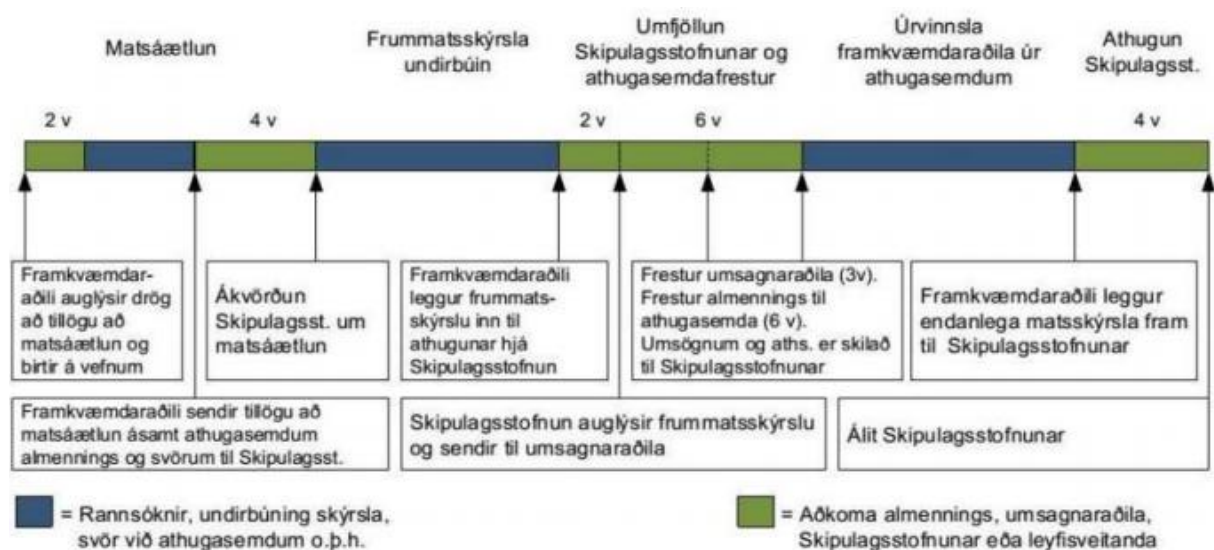 Matsáætlun
Frummatsskýrsla
undirbúin
Umfjöllun
Skipulagsstofnunar og
athugasemdafrestur
Úrvinnsla
framkvæmdaraðila úr
athugasemdum
Athugun
Skipulagsst.
2 v
4 v
2 v
6 v
4 v
Framkvæmdar-
aðili auglýsir drög
að tillögu að
matsáætlun og
birtir á vefnum
Ákvörðun
Skipulagsst. um
matsáætlun
Framkvæmdaraðili
leggur frummats-
skýrslu inn til
athugunar hjá
Skipulagsstofnun
Frestur umsagnaraðila (3v).
Frestur almennings til
athugasemda (6 v).
Umsögnum og aths. er skilað
til Skipulagsstofnunar
Framkvæmdaraðili leggur
endanlega matsskýrsla fram
til Skipulagsstofnunar
Framkvæmdaraðili sendir tillögu að
matsáætlun ásamt athugasemdum
almennings og svörum til Skipulagsst.
Skipulagsstofnun auglýsir frummatsskýrslu
og sendir til umsagnaraðila
Álit Skipulagsstofnunar
= Rannsóknir, undirbúning skýrsla,
svör við athugasemdum o.þ.h.
= Aðkoma almennings, umsagnaraðila,
Skipulagsstofnunar eða leyfisveitanda